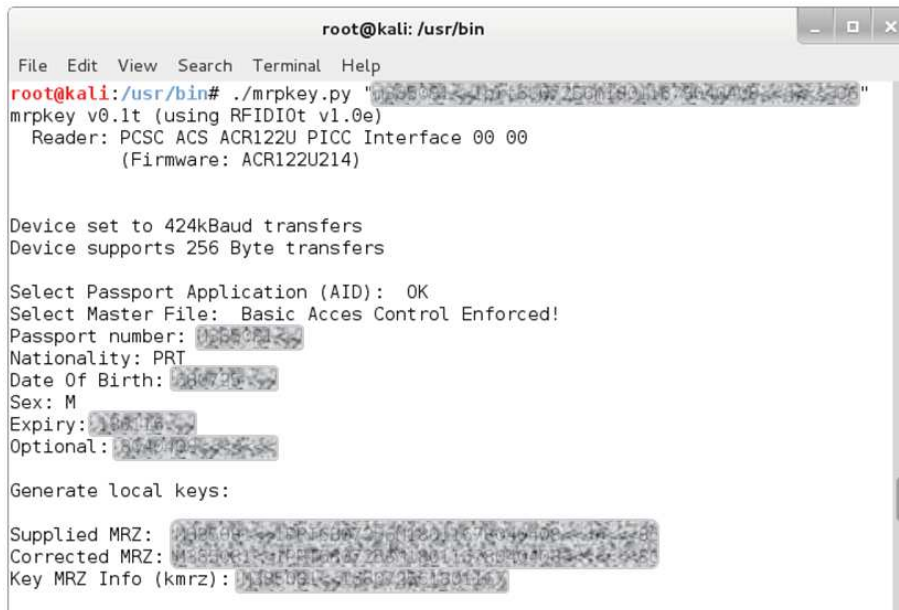 root@kali: /usr/bin
File Edit View Search Terminal Help
root@kali:/usr/bin# ./mrpkey.py " "
mrpkey v0.1t (using RFIDIOt v1.0e)
Reader: PCSC ACS ACR122U PICC Interface 00 00
(Firmware: ACR122U214)
Device set to 424kBaud transfers
Device supports 256 Byte transfers
Select Passport Application (AID): OK
Select Master File: Basic Acces Control Enforced!
Passport number:
Nationality: PRT
Date Of Birth:
Sex: M
Expiry:
Optional:
Generate local keys:
Supplied MRZ:
Corrected MRZ:
Key MRZ Info (kmrz):